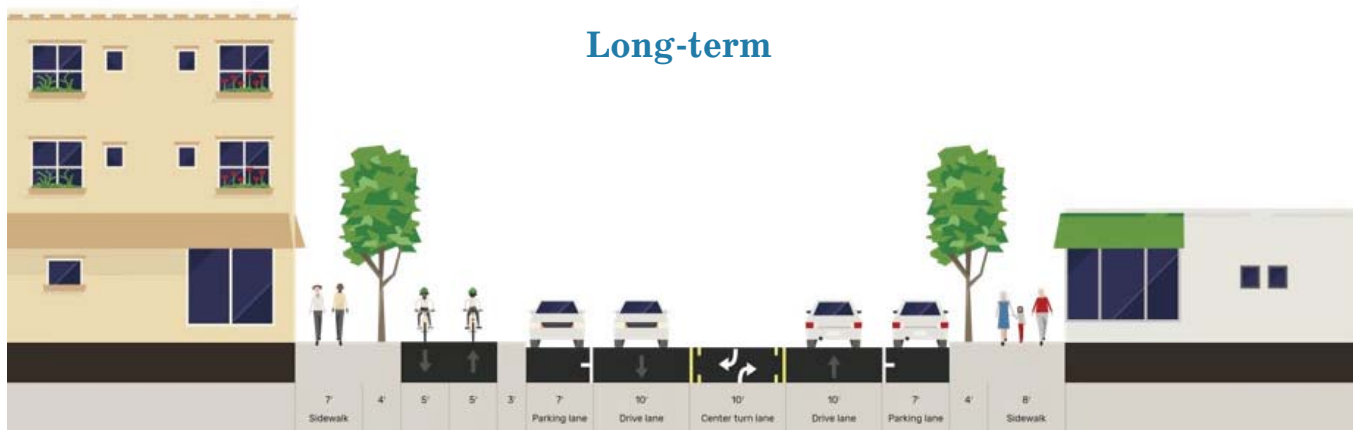 Long-term
7' 4' 5' 5' 3' 7' 10' 10' 10' 7' 4' 8'
Sidewalk Parking lane Drive lane Center turn lane Drive lane Parking lane Sidewalk